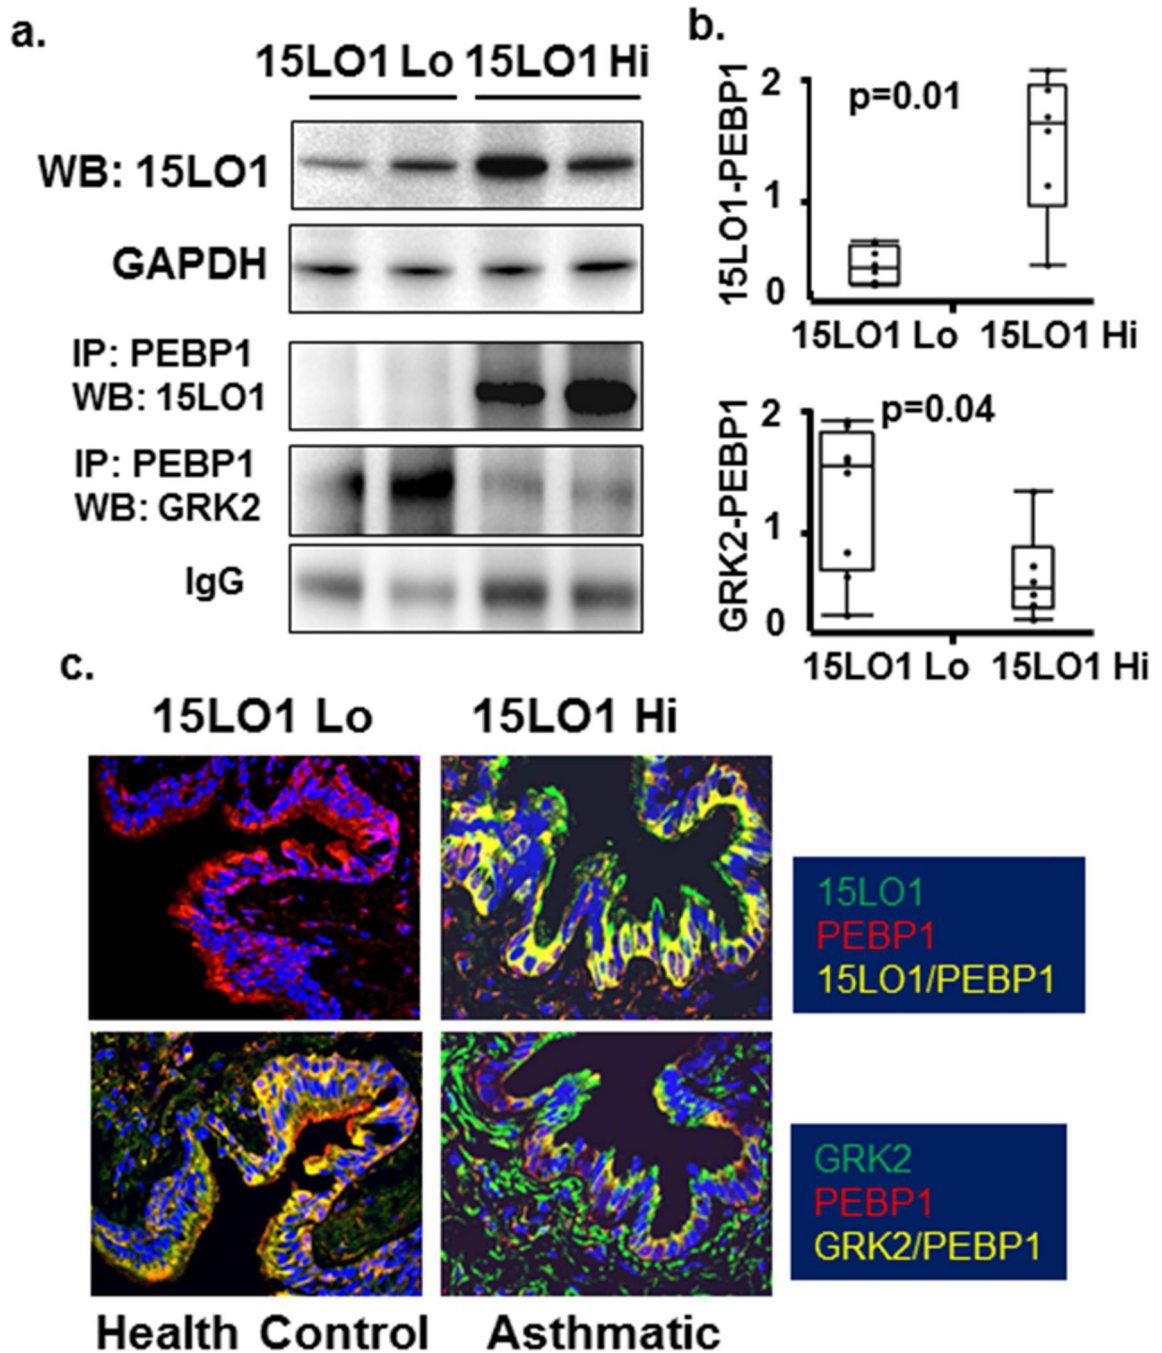 a.
15LO1 Lo 15LO1 Hi
WB: 15LO1
GAPDH
IP: PEBP1
WB: 15LO1
IP: PEBP1
WB: GRK2
IgG
b.
15LO1-PEBP1
2
1
0
p=0.01
15LO1 Lo 15LO1 Hi
GRK2-PEBP1
2
1
0
p=0.04
15LO1 Lo 15LO1 Hi
c.
15LO1 Lo 15LO1 Hi
15LO1
PEBP1
15LO1/PEBP1
GRK2
PEBP1
GRK2/PEBP1
Health Control Asthmatic